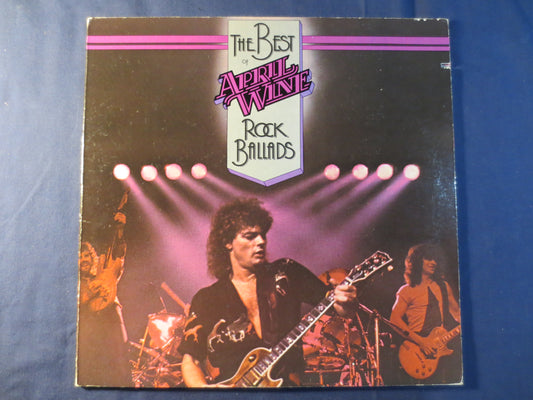 THE BEST
OF
APRIL
WINE
ROCK
BALLADS